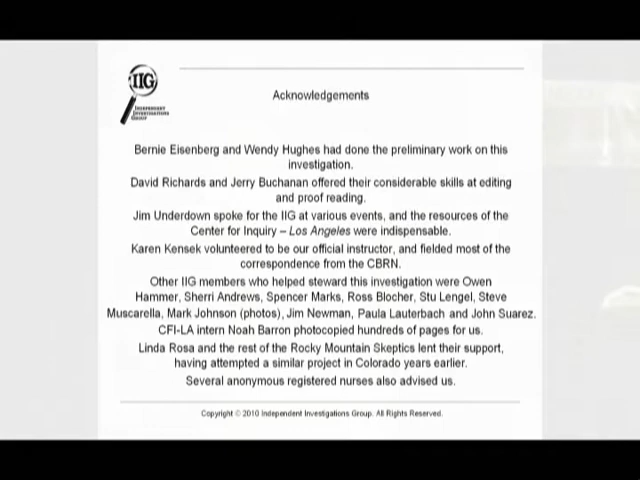 IIG
INDEPENDENT
INVESTIGATIONS
GROUP
Acknowledgements
Bernie Eisenberg and Wendy Hughes had done the preliminary work on this
investigation.
David Richards and Jerry Buchanan offered their considerable skills at editing
and proof reading.
Jim Underdown spoke for the IIG at various events, and the resources of the
Center for Inquiry – Los Angeles were indispensable.
Karen Kensek volunteered to be our official instructor, and fielded most of the
correspondence from the CBRN.
Other IIG members who helped steward this investigation were Owen
Hammer, Sherri Andrews, Spencer Marks, Ross Blocher, Stu Lengel, Steve
Muscarella, Mark Johnson (photos), Jim Newman, Paula Lauterbach and John Suarez.
CFI-LA intern Noah Barron photocopied hundreds of pages for us.
Linda Rosa and the rest of the Rocky Mountain Skeptics lent their support,
having attempted a similar project in Colorado years earlier.
Several anonymous registered nurses also advised us.
Copyright © 2010 Independent Investigations Group. All Rights Reserved.